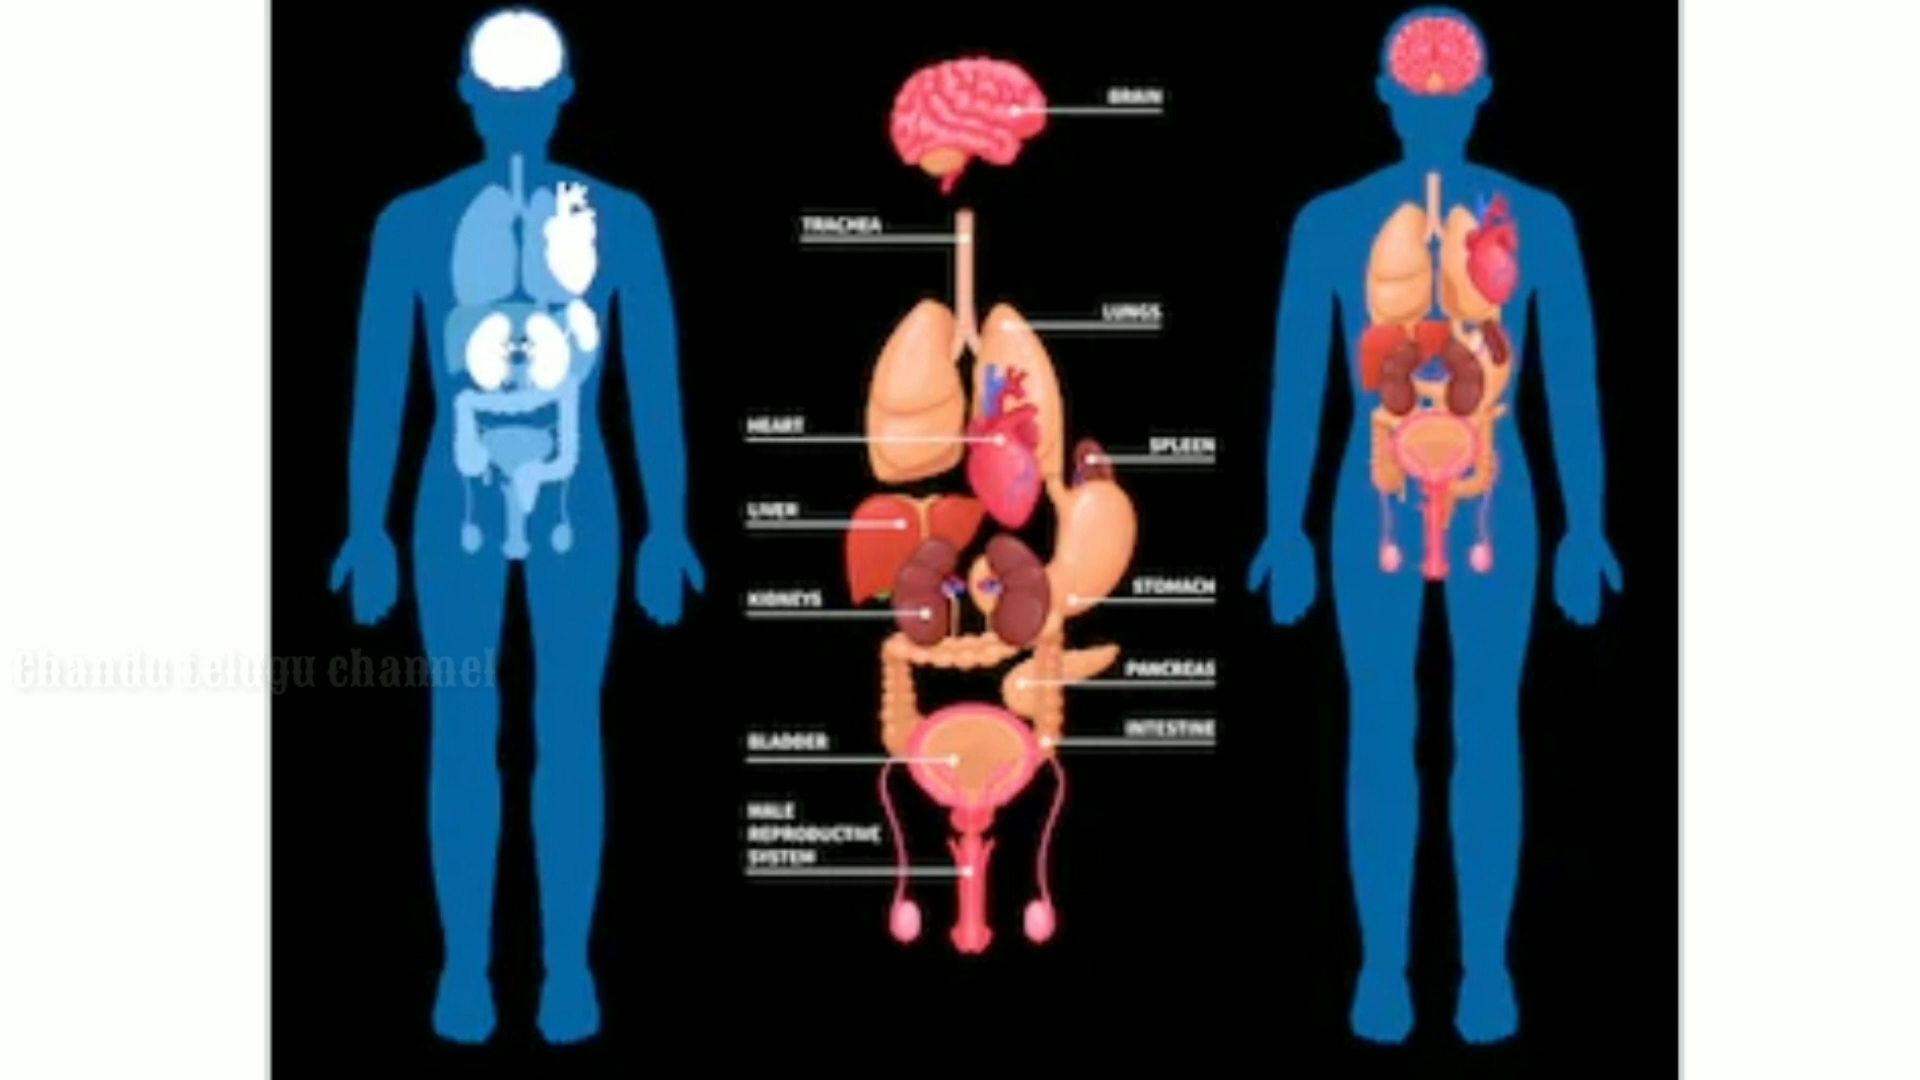 BRAIN
TRACHEA
LUNGS
HEART
SPLEEN
LIVER
STOMACH
KIDNEYS
PANCREAS
INTESTINE
BLADDER
MALE
REPRODUCTIVE
SYSTEM
Chandu telugu channel